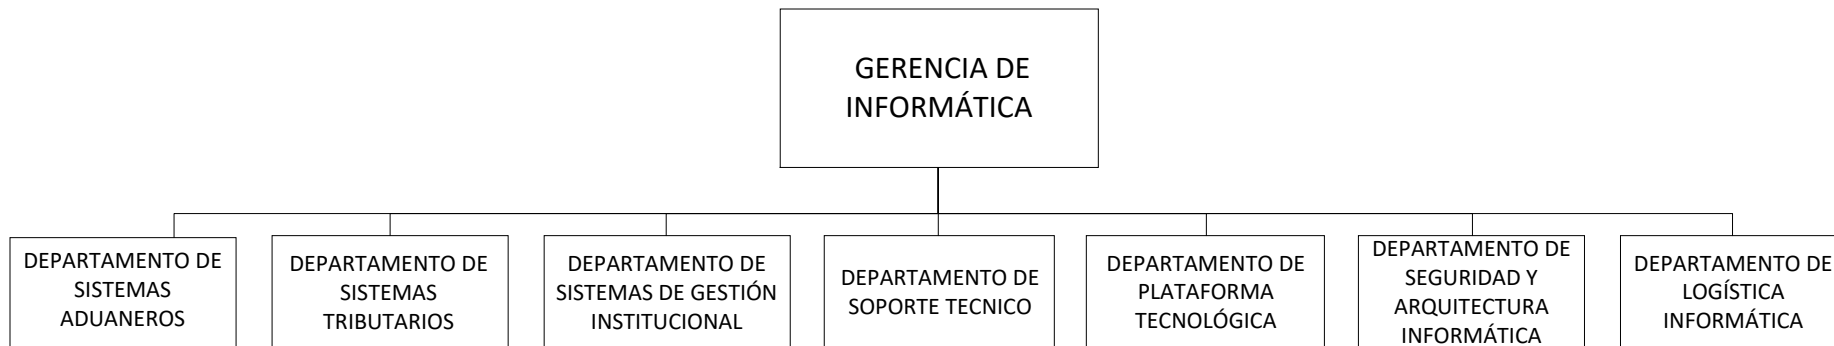 GERENCIA DE
INFORMÁTICA
DEPARTAMENTO DE
SISTEMAS
ADUANEROS
DEPARTAMENTO DE
SISTEMAS
TRIBUTARIOS
DEPARTAMENTO DE
SISTEMAS DE GESTIÓN
INSTITUCIONAL
DEPARTAMENTO DE
SOPORTE TECNICO
DEPARTAMENTO DE
PLATAFORMA
TECNOLÓGICA
DEPARTAMENTO DE
SEGURIDAD Y
ARQUITECTURA
INFORMÁTICA
DEPARTAMENTO DE
LOGÍSTICA
INFORMÁTICA